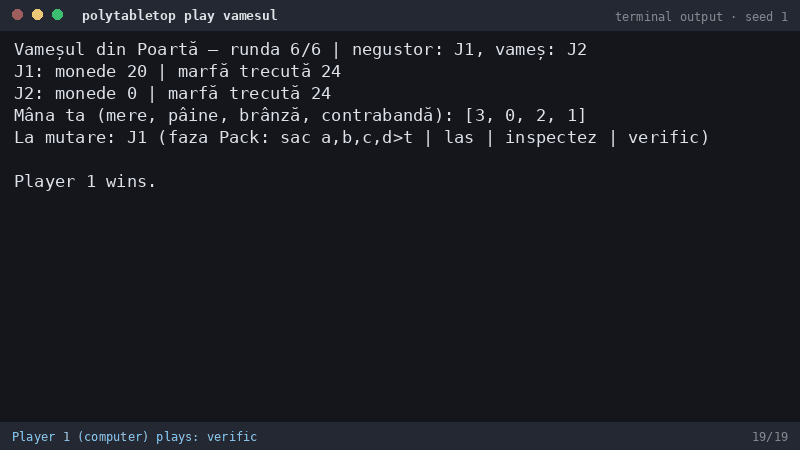 polytabletop play vamesul
terminal output · seed 1
Vameșul din Poartă — runda 6/6 | negustor: J1, vameș: J2
J1: monede 20 | marfă trecută 24
J2: monede 0 | marfă trecută 24
Mâna ta (mere, pâine, brânză, contrabandă): [3, 0, 2, 1]
La mutare: J1 (faza Pack: sac a,b,c,d>t | las | inspectez | verific)
Player 1 wins.
Player 1 (computer) plays: verific
19/19